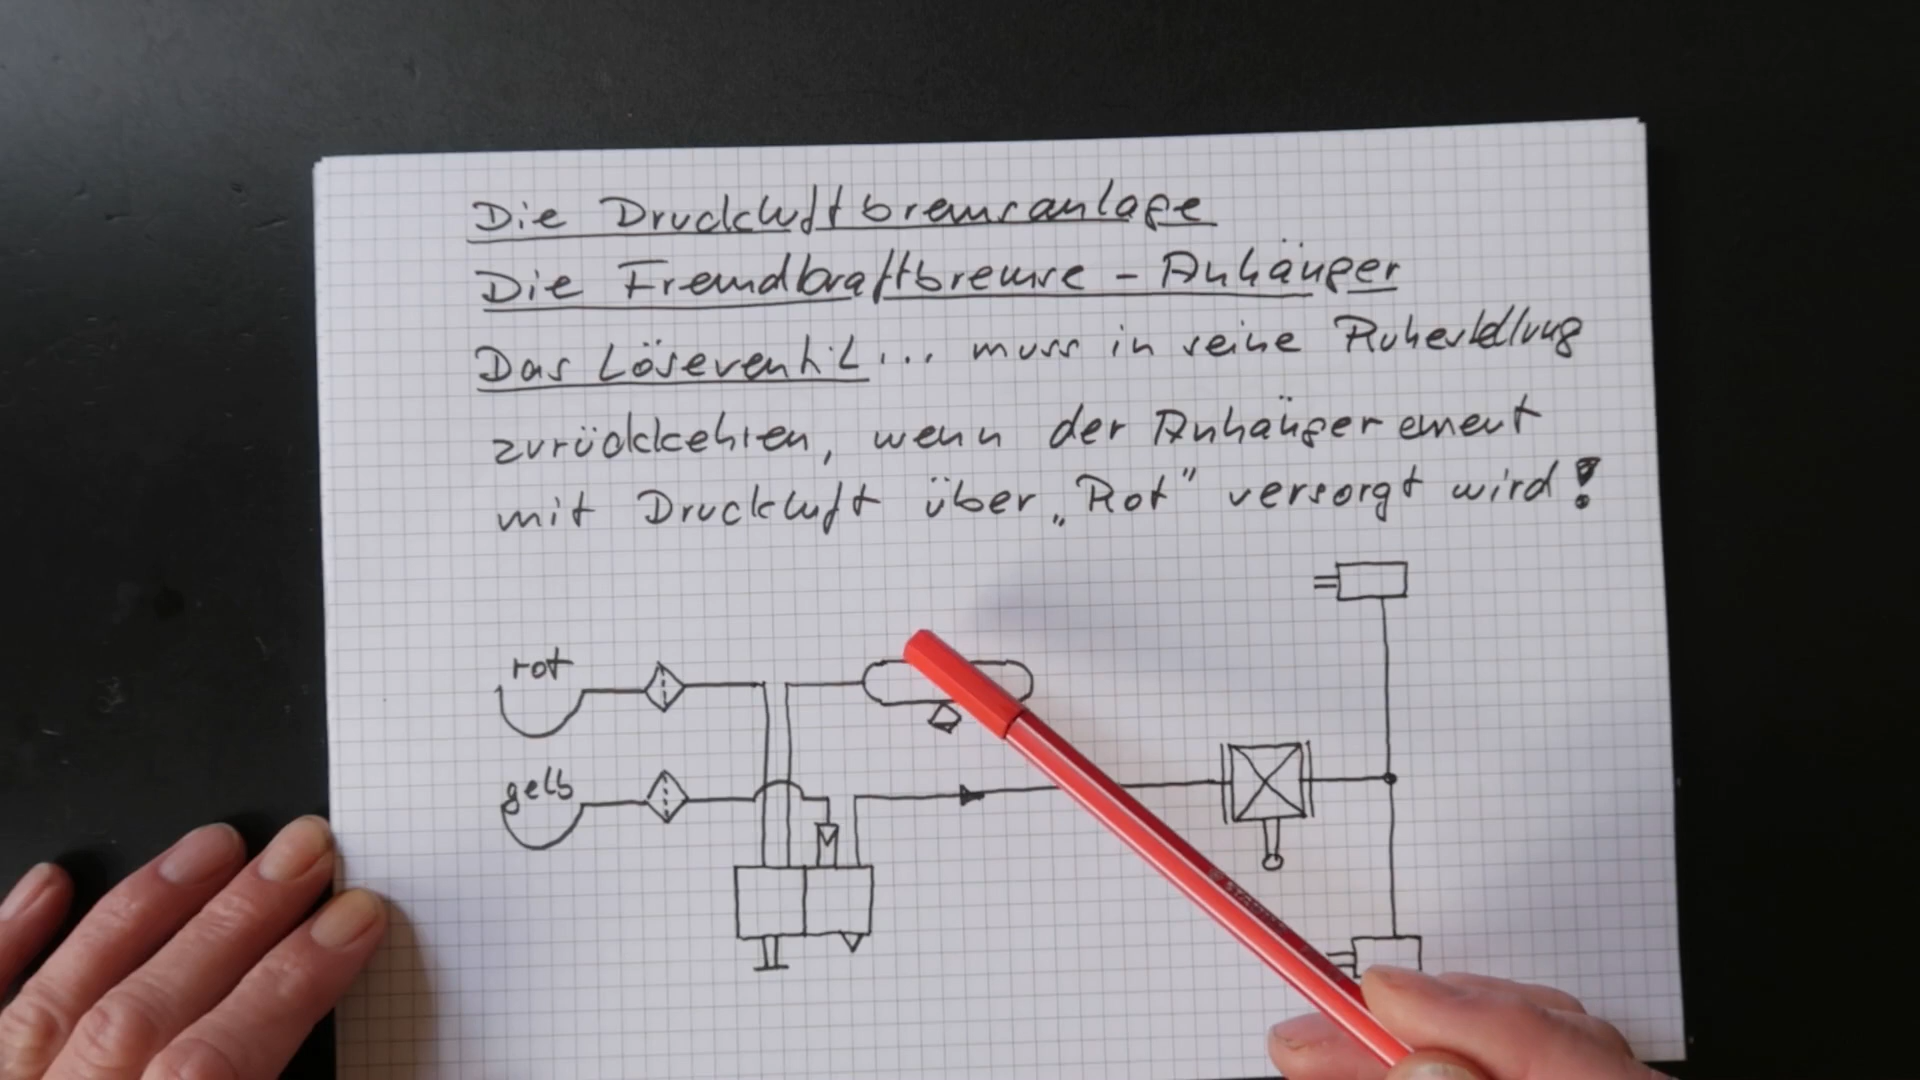 Die Druckluftbremsanlage
Die Fremdkraftbremse - Anhänger
Das Löseventil... muss in seine Ruhestellung
zurückkehren, wenn der Anhänger erneut
mit Druckluft über „Rot" versorgt wird!
rot
gelb